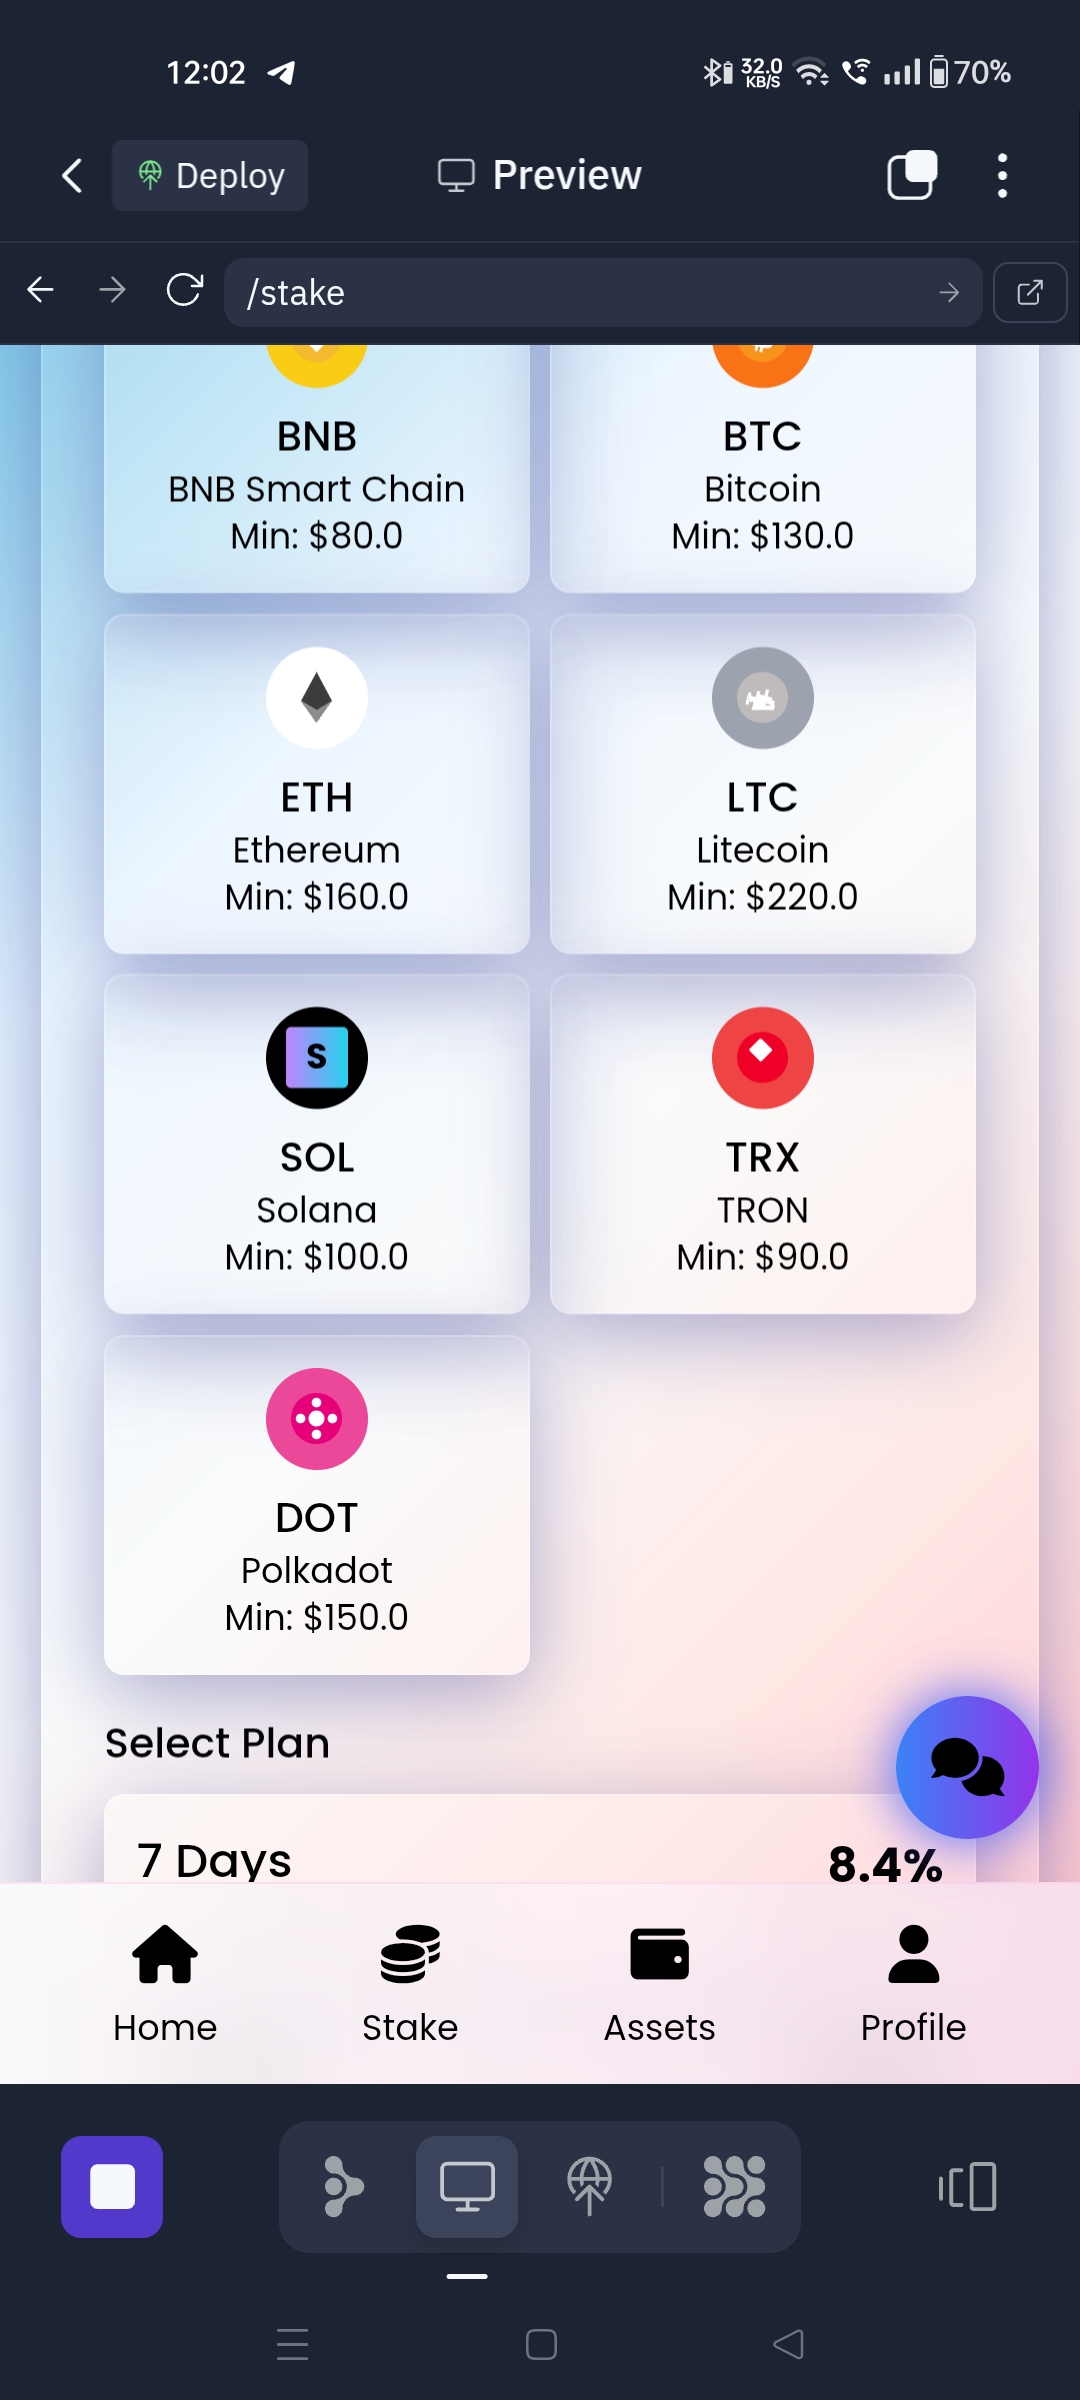 12:02
32.0
KB/S
70%
Deploy
Preview
/stake
BNB
BNB Smart Chain
Min: $80.0
BTC
Bitcoin
Min: $130.0
ETH
Ethereum
Min: $160.0
LTC
Litecoin
Min: $220.0
S
SOL
Solana
Min: $100.0
TRX
TRON
Min: $90.0
DOT
Polkadot
Min: $150.0
Select Plan
7 Days
8.4%
Home
Stake
Assets
Profile